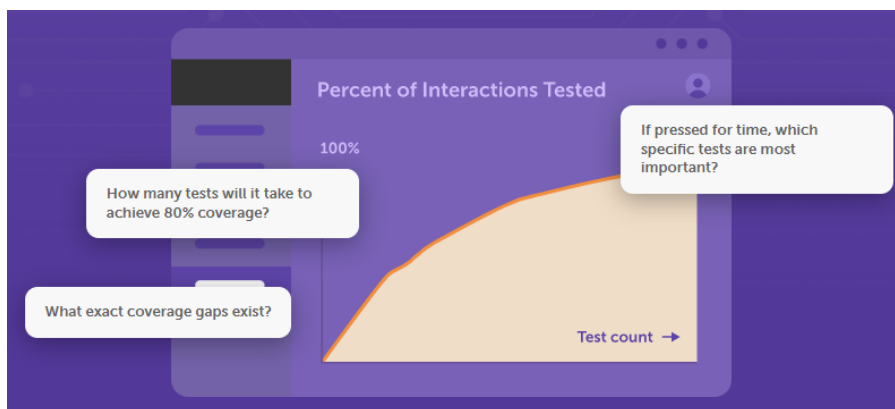 Percent of Interactions Tested
If pressed for time, which
specific tests are most
important?
100%
How many tests will it take to
achieve 80% coverage?
What exact coverage gaps exist?
Test count →